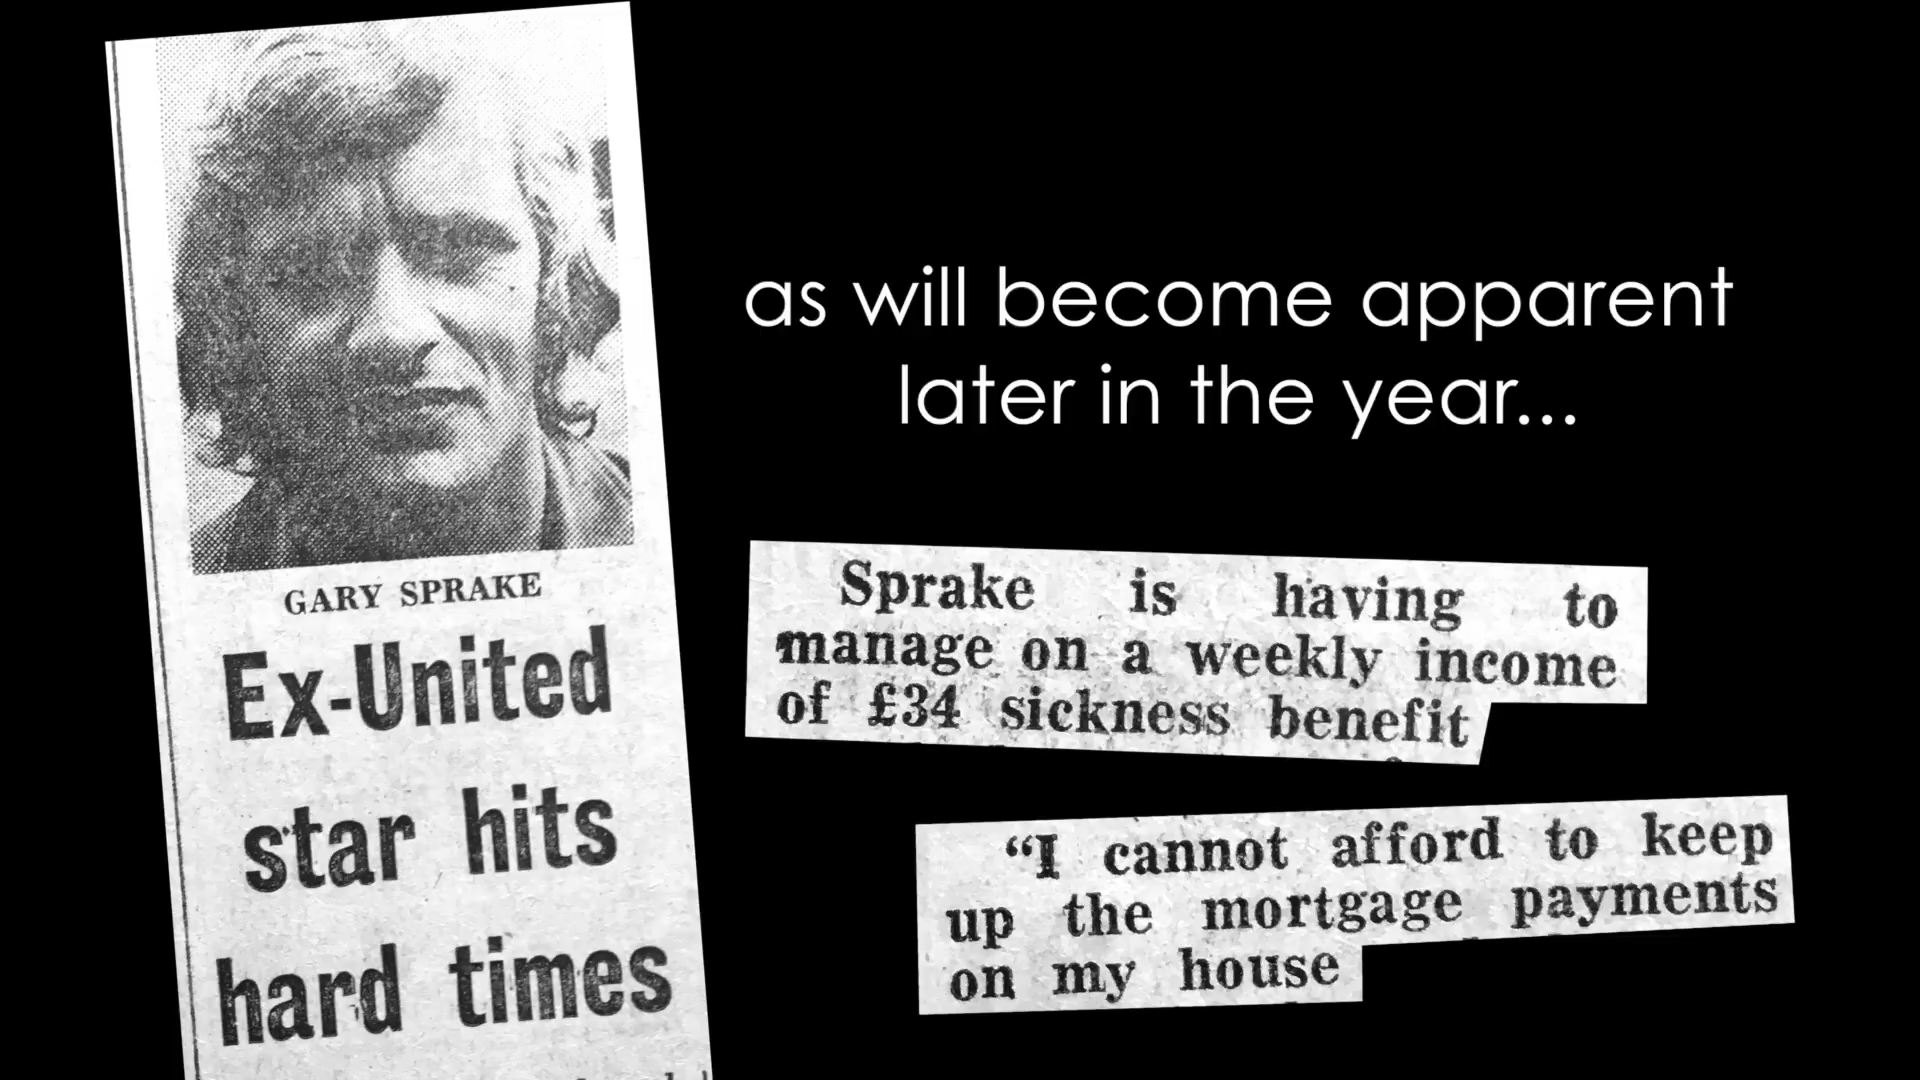 GARY SPRAKE
Ex-United
star hits
hard times
as will become apparent
later in the year...
Sprake is having to
manage on a weekly income
of £34 sickness benefit
“I cannot afford to keep
up the mortgage payments
on my house